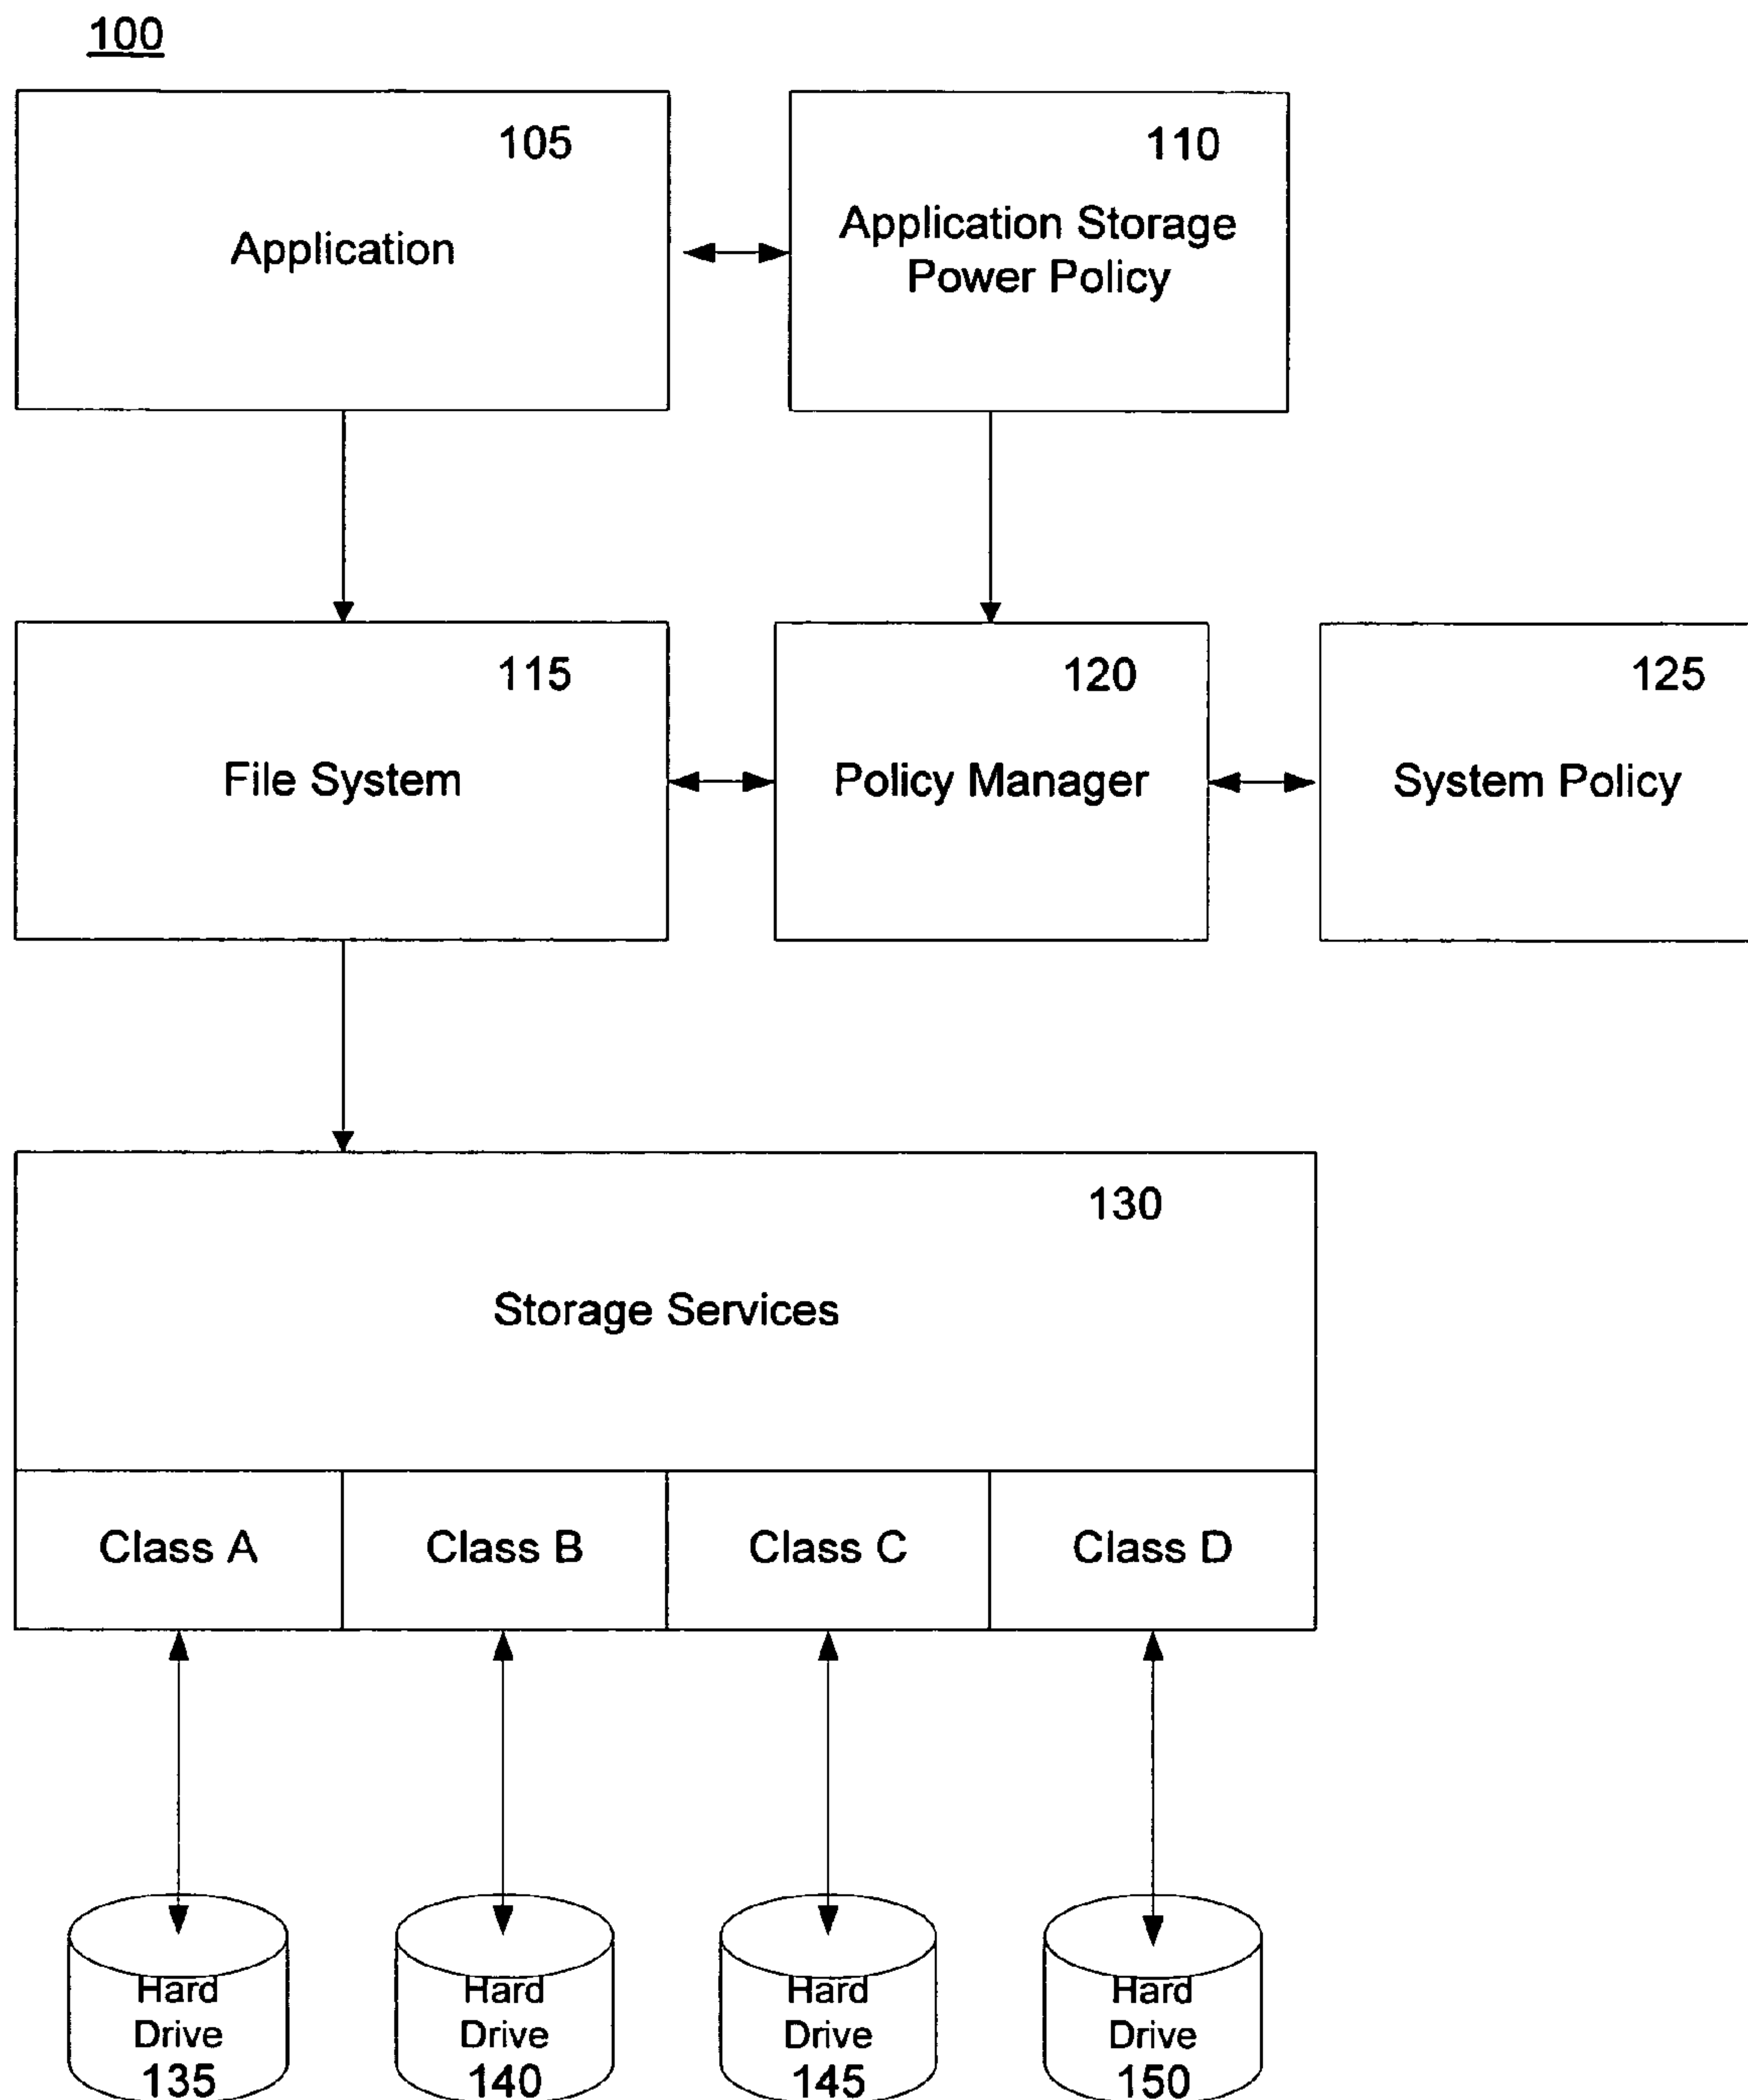 100
105
Application
110
Application Storage
Power Policy
115
File System
120
Policy Manager
125
System Policy
130
Storage Services
Class A
Class B
Class C
Class D
Hard
Drive
135
Hard
Drive
140
Hard
Drive
145
Hard
Drive
150